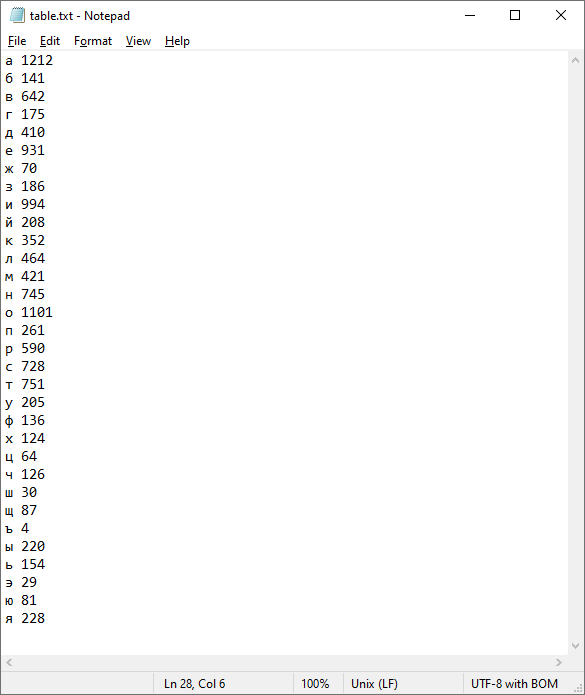 table.txt - Notepad
File Edit Format View Help
а 1212
б 141
в 642
г 175
д 410
е 931
ж 70
з 186
и 994
й 208
к 352
л 464
м 421
н 745
о 1101
п 261
р 590
с 728
т 751
у 205
ф 136
х 124
ц 64
ч 126
ш 30
щ 87
ъ 4
ы 220
ь 154
э 29
ю 81
я 228
Ln 28, Col 6 100% Unix (LF) UTF-8 with BOM